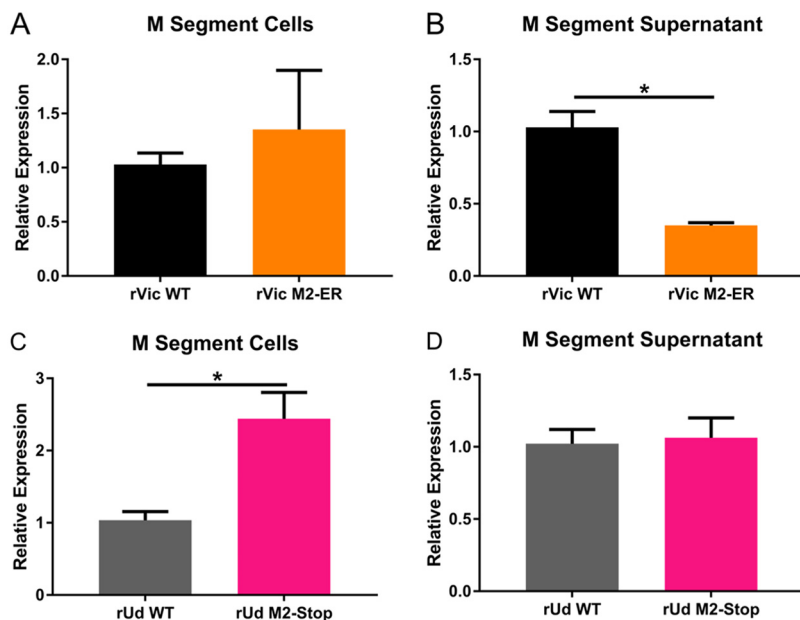 A
M Segment Cells
Relative Expression
2.0
1.5
1.0
0.5
0.0
rVic WT
rVic M2-ER
B
M Segment Supernatant
Relative Expression
1.5
1.0
0.5
0.0
*
rVic WT
rVic M2-ER
C
M Segment Cells
Relative Expression
3
2
1
0
*
rUd WT
rUd M2-Stop
D
M Segment Supernatant
Relative Expression
1.5
1.0
0.5
0.0
rUd WT
rUd M2-Stop